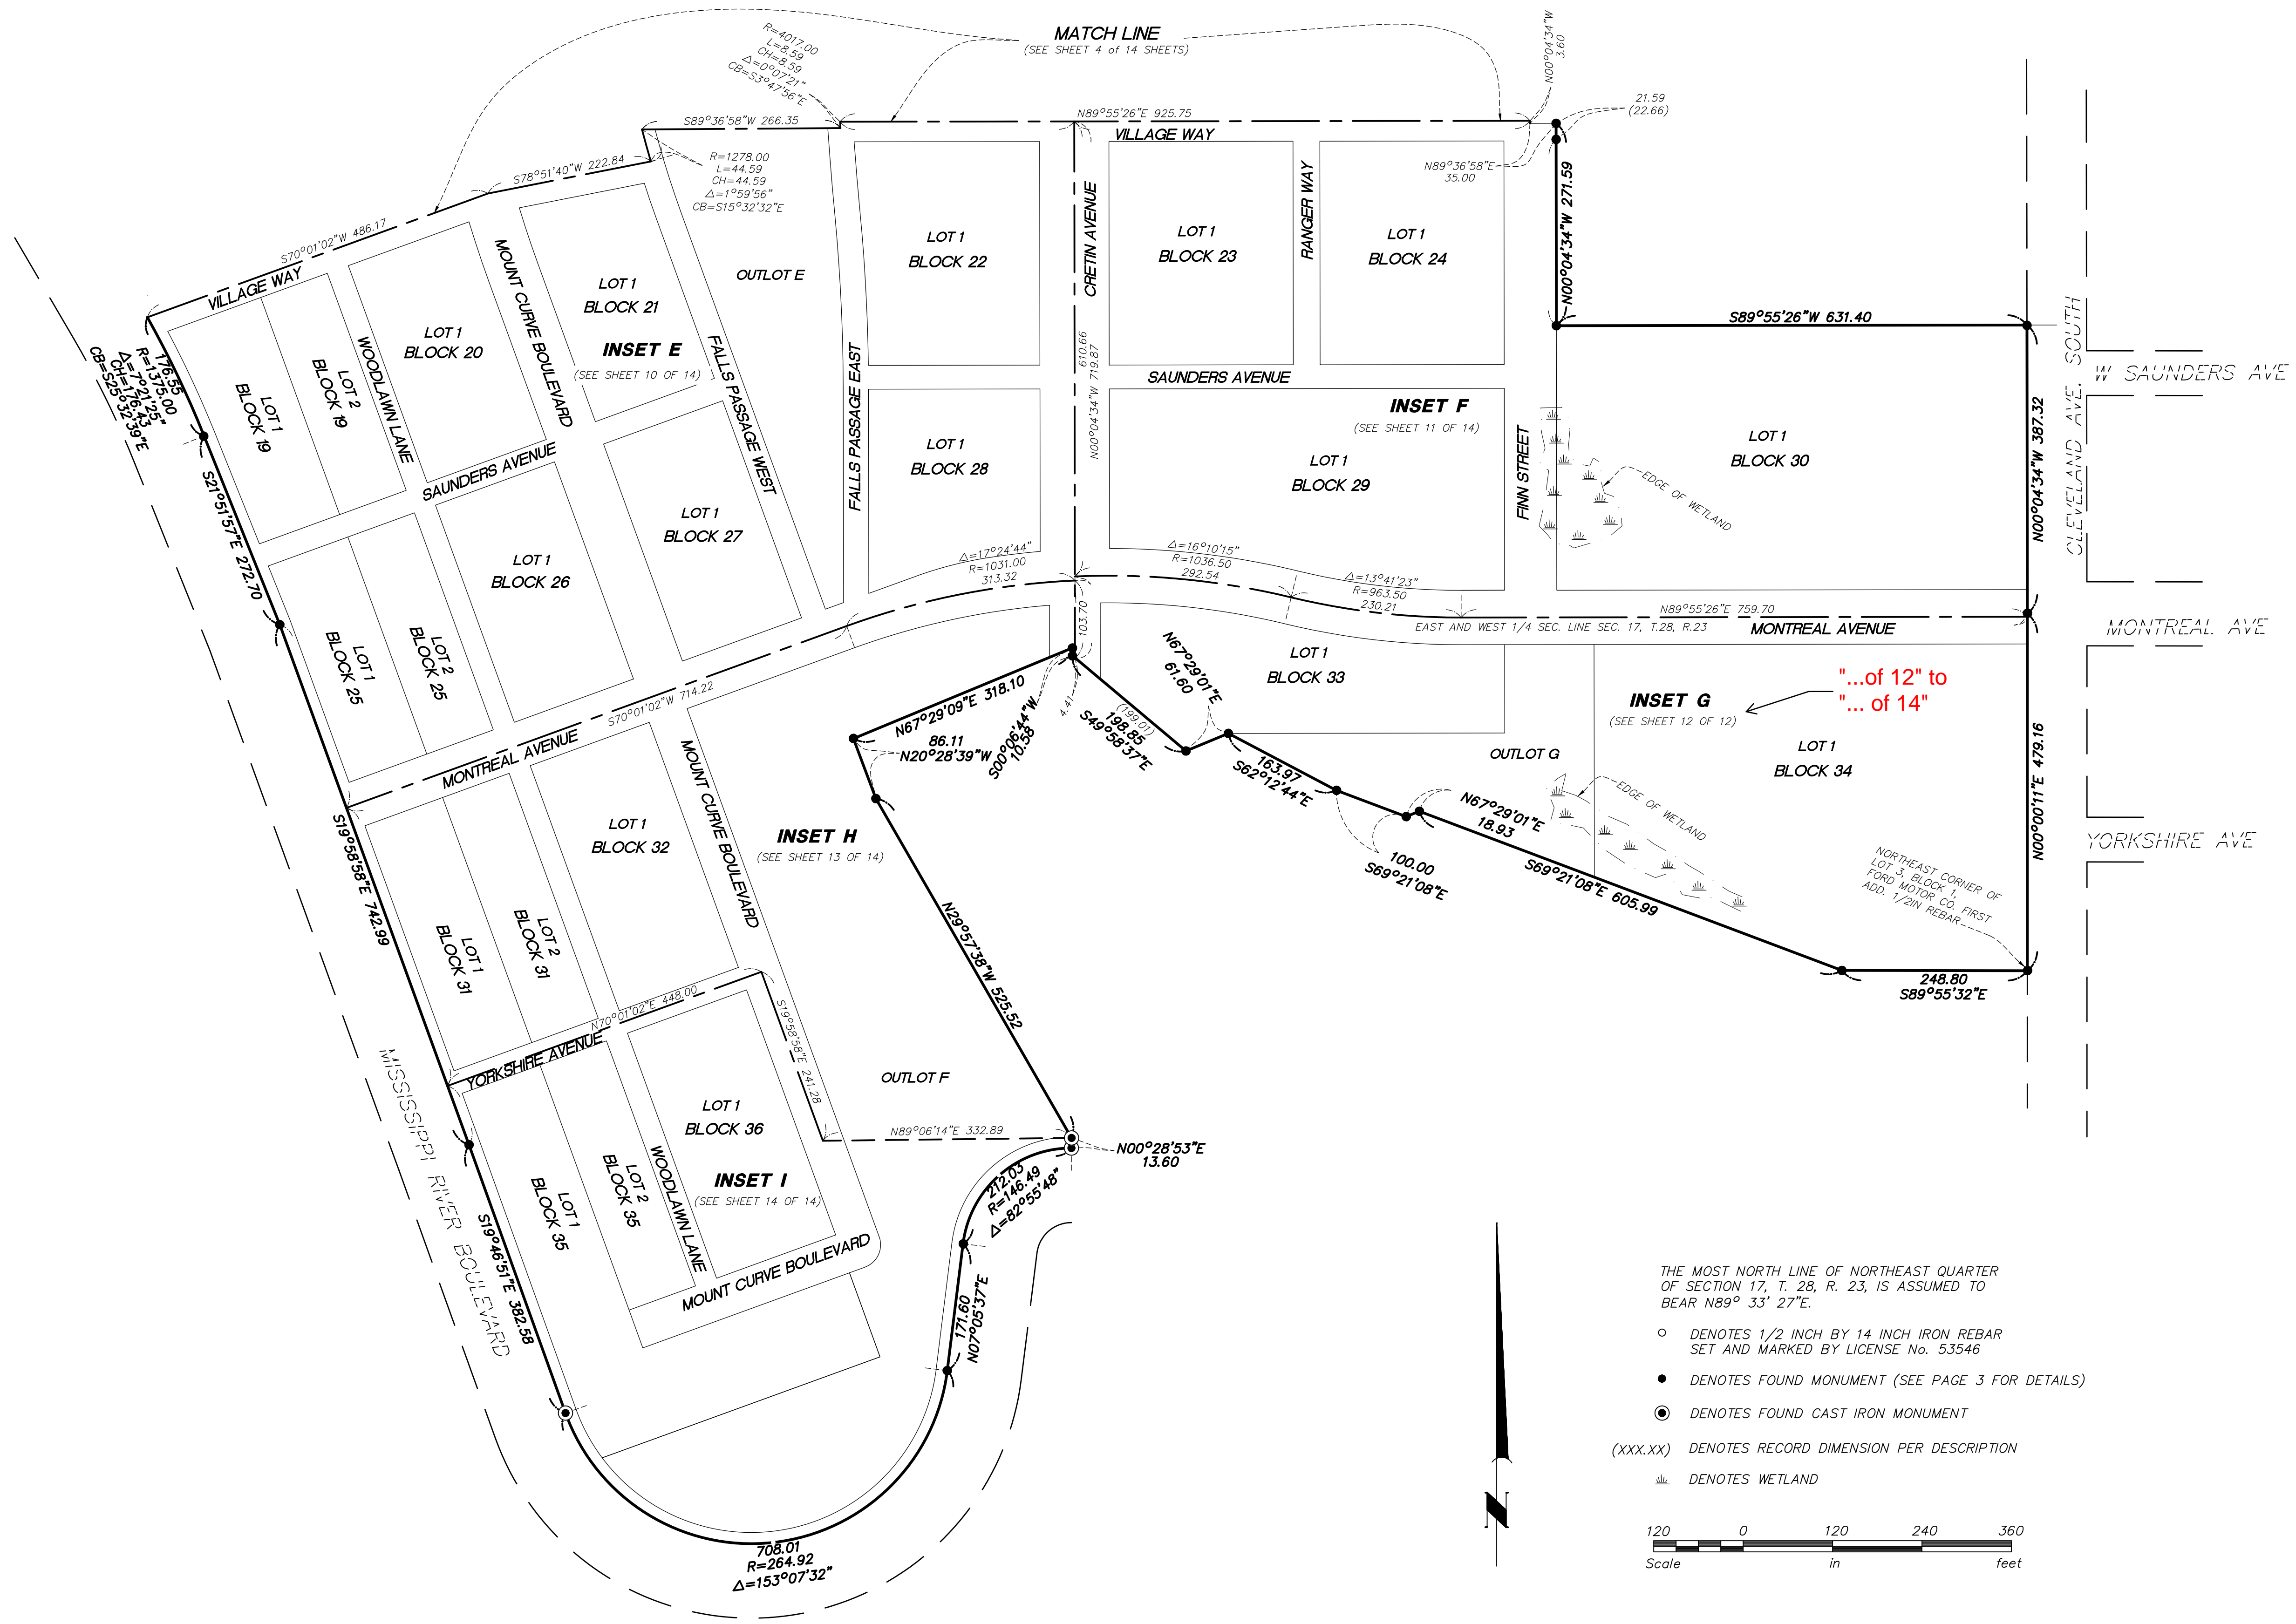 MATCH LINE
(SEE SHEET 4 of 14 SHEETS)
R=4017.00
L=8.59
CH=8.59
Δ=0°07'21"
CB=S3°47'56"E
N00°04'34"W
3.60
21.59
(22.66)
S89°36'58"W 266.35
N89°55'26"E 925.75
VILLAGE WAY
R=1278.00
L=44.59
CH=44.59
Δ=1°59'56"
CB=S15°32'32"E
N89°36'58"E
35.00
S78°51'40"W 222.84
S70°01'02"W 486.17
VILLAGE WAY
N00°04'34"W 271.59
S89°55'26"W 631.40
176.55
R=1375.00
Δ=7°21'25"
CH=176.43
CB=S25°32'39"E
LOT 1
BLOCK 19
LOT 2
BLOCK 19
WOODLAWN LANE
LOT 1
BLOCK 20
MOUNT CURVE BOULEVARD
LOT 1
BLOCK 21
INSET E
(SEE SHEET 10 OF 14)
FALLS PASSAGE WEST
OUTLOT E
FALLS PASSAGE EAST
LOT 1
BLOCK 22
CRETIN AVENUE
610.66
N00°04'34"W 719.87
LOT 1
BLOCK 23
RANGER WAY
LOT 1
BLOCK 24
SAUNDERS AVENUE
INSET F
(SEE SHEET 11 OF 14)
FINN STREET
LOT 1
BLOCK 30
EDGE OF WETLAND
N00°04'34"W 387.32
CLEVELAND AVE. SOUTH
W SAUNDERS AVE
S21°51'57"E 272.70
SAUNDERS AVENUE
LOT 1
BLOCK 25
LOT 2
BLOCK 25
LOT 1
BLOCK 26
LOT 1
BLOCK 27
LOT 1
BLOCK 28
LOT 1
BLOCK 29
Δ=17°24'44"
R=1031.00
313.32
Δ=16°10'15"
R=1036.50
292.54
Δ=13°41'23"
R=963.50
230.21
N89°55'26"E 759.70
EAST AND WEST 1/4 SEC. LINE SEC. 17, T.28, R.23
MONTREAL AVENUE
MONTREAL AVE
103.70
S70°01'02"W 714.22
MONTREAL AVENUE
N67°29'09"E 318.10
86.11
N20°28'39"W
S00°06'44"W
10.58
4.41
(199.07)
198.85
S49°58'37"E
N67°29'01"E
61.60
LOT 1
BLOCK 33
INSET G
(SEE SHEET 12 OF 12)
"...of 12" to
"... of 14"
LOT 1
BLOCK 34
OUTLOT G
163.97
S62°12'44"E
100.00
S69°21'08"E
N67°29'01"E
18.93
S69°21'08"E 605.99
EDGE OF WETLAND
NORTHEAST CORNER OF
LOT 3, BLOCK 1,
FORD MOTOR CO. FIRST
ADD. 1/2IN REBAR
N00°00'11"E 479.16
YORKSHIRE AVE
248.80
S89°55'32"E
S19°58'58"E 742.99
LOT 1
BLOCK 31
LOT 2
BLOCK 31
LOT 1
BLOCK 32
MOUNT CURVE BOULEVARD
INSET H
(SEE SHEET 13 OF 14)
N29°57'38"W 525.52
N70°01'02"E 448.00
YORKSHIRE AVENUE
S19°58'58"E 241.28
OUTLOT F
N89°06'14"E 332.89
N00°28'53"E
13.60
212.03
R=146.49
Δ=82°55'48"
171.60
N07°05'37"E
LOT 1
BLOCK 35
LOT 2
BLOCK 35
WOODLAWN LANE
LOT 1
BLOCK 36
INSET I
(SEE SHEET 14 OF 14)
MOUNT CURVE BOULEVARD
MISSISSIPPI RIVER BOULEVARD
S19°46'51"E 382.58
708.01
R=264.92
Δ=153°07'32"
N
THE MOST NORTH LINE OF NORTHEAST QUARTER
OF SECTION 17, T. 28, R. 23, IS ASSUMED TO
BEAR N89° 33' 27"E.
DENOTES 1/2 INCH BY 14 INCH IRON REBAR
SET AND MARKED BY LICENSE No. 53546
DENOTES FOUND MONUMENT (SEE PAGE 3 FOR DETAILS)
DENOTES FOUND CAST IRON MONUMENT
(XXX.XX) DENOTES RECORD DIMENSION PER DESCRIPTION
DENOTES WETLAND
120 0 120 240 360
Scale in feet